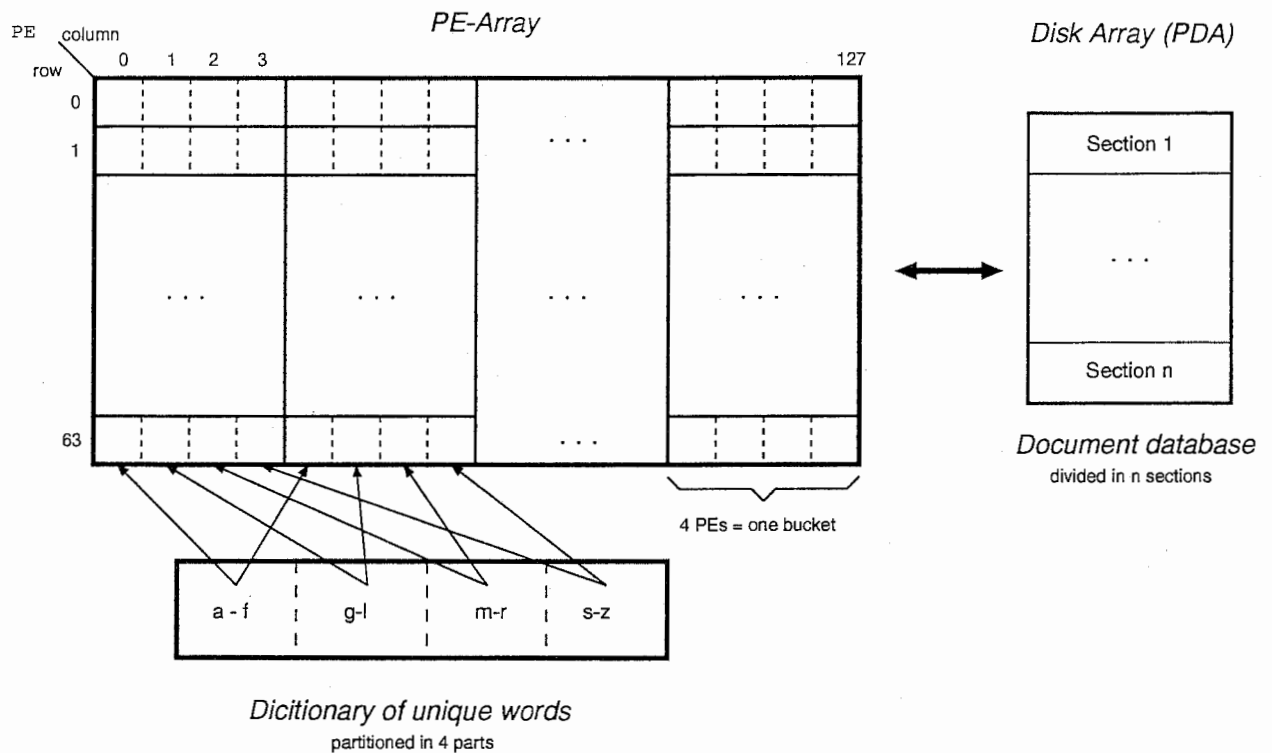 PE-Array
Disk Array (PDA)
PE column
row
0 1 2 3 127
0
1
63
. . .
. . .
. . .
. . .
. . .
. . .
Section 1
. . .
Section n
Document database
divided in n sections
4 PEs = one bucket
a - f g-l m-r s-z
Dicitionary of unique words
partitioned in 4 parts